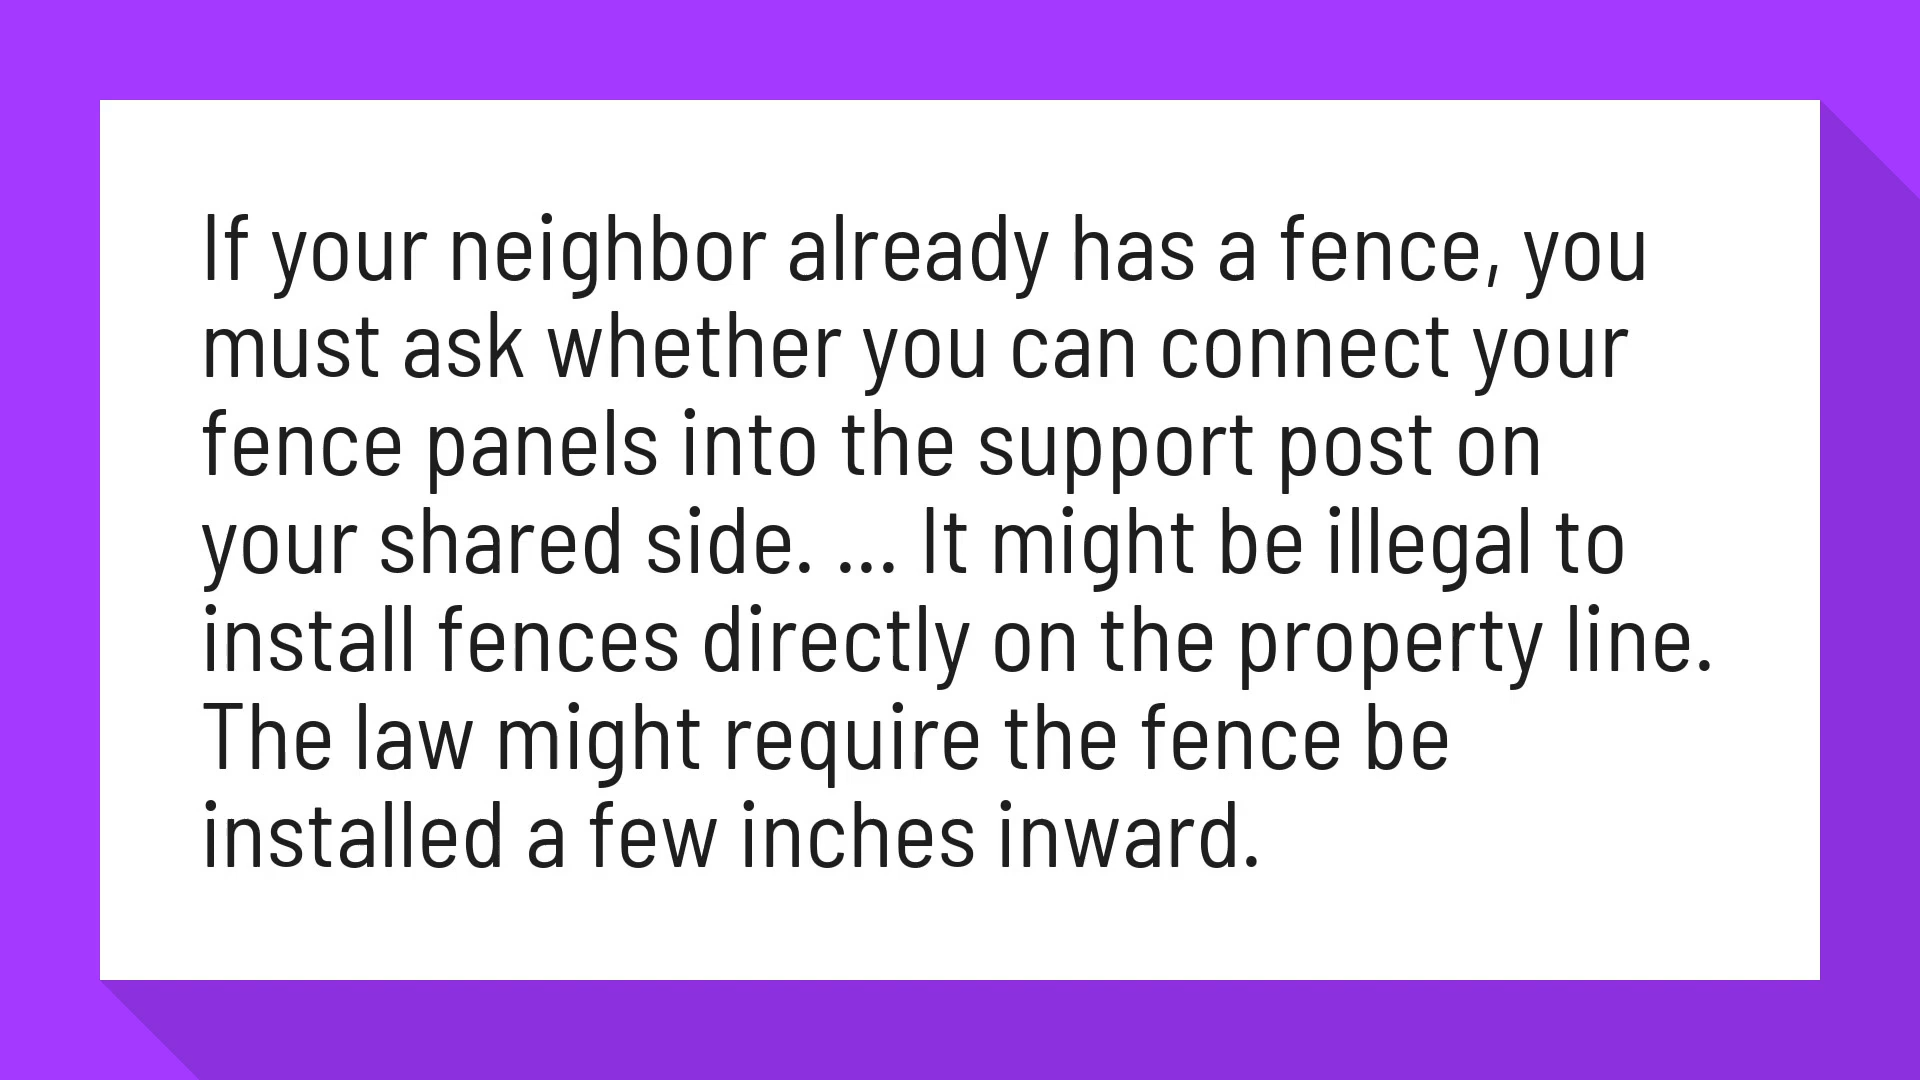 If your neighbor already has a fence, you
must ask whether you can connect your
fence panels into the support post on
your shared side. ... It might be illegal to
install fences directly on the property line.
The law might require the fence be
installed a few inches inward.